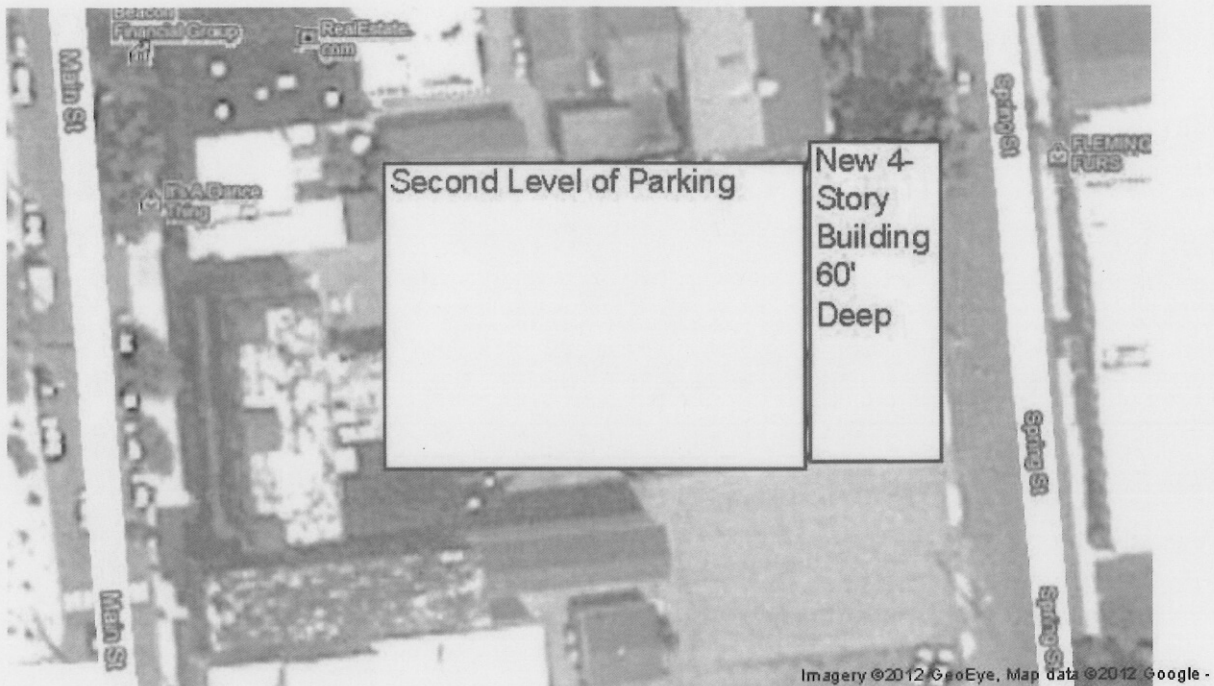 Beacon
Financial Group
RealEstate.
com
Main St
Spring St
FLEMING
FURS
It's A Dance
Thing
Second Level of Parking
New 4-
Story
Building
60'
Deep
Spring St
Main St
Spring St
Imagery ©2012 GeoEye, Map data ©2012 Google -